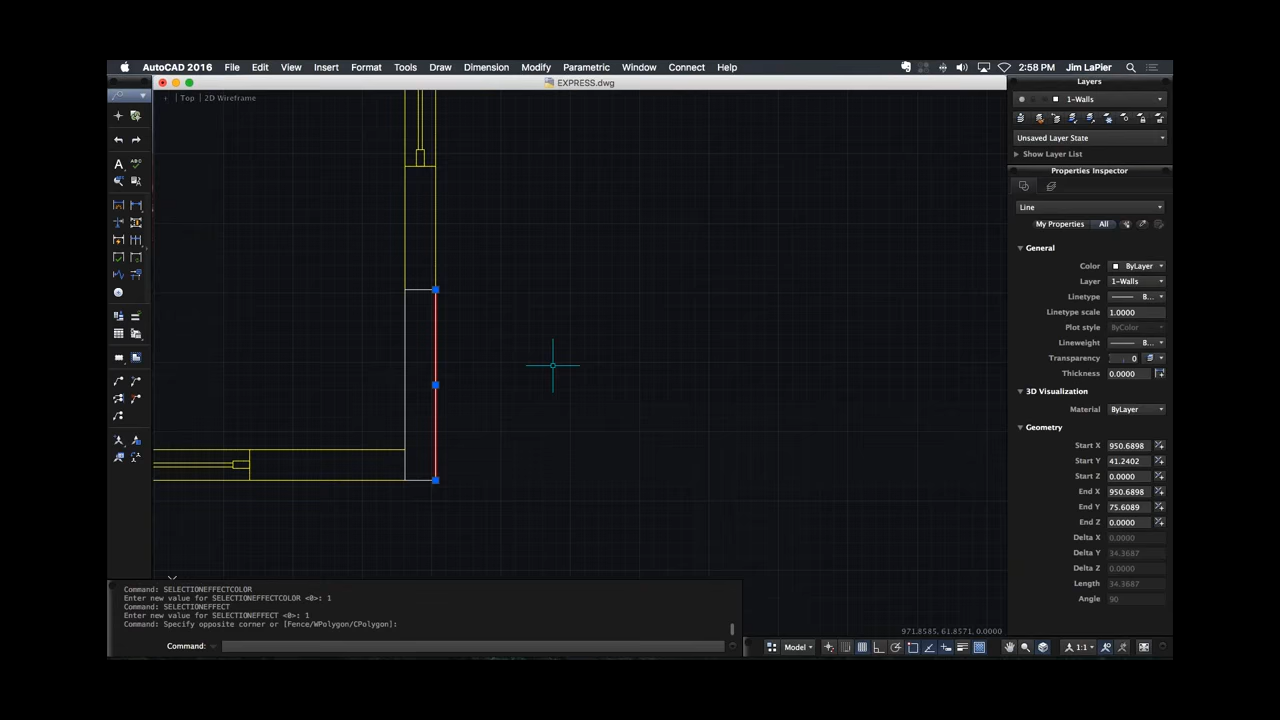 AutoCAD 2016 File Edit View Insert Format Tools Draw Dimension Modify Parametric Window Connect Help 2:58 PM Jim LaPier
EXPRESS.dwg
Top | 2D Wireframe
Layers
1-Walls
Unsaved Layer State
Show Layer List
Properties Inspector
Line
My Properties All
General
Color ByLayer
Layer 1-Walls
Linetype B...
Linetype scale 1.0000
Plot style ByColor
Lineweight B...
Transparency 0
Thickness 0.0000
3D Visualization
Material ByLayer
Geometry
Start X 950.6898
Start Y 41.2402
Start Z 0.0000
End X 950.6898
End Y 75.6089
End Z 0.0000
Delta X 0.0000
Delta Y 34.3687
Delta Z 0.0000
Length 34.3687
Angle 90
A ABC
Command: SELECTIONEFFECTCOLOR
Enter new value for SELECTIONEFFECTCOLOR <0>: 1
Command: SELECTIONEFFECT
Enter new value for SELECTIONEFFECT <0>: 1
Command: Specify opposite corner or [Fence/WPolygon/CPolygon]:
Command:
971.8585, 61.8571, 0.0000
Model 1:1